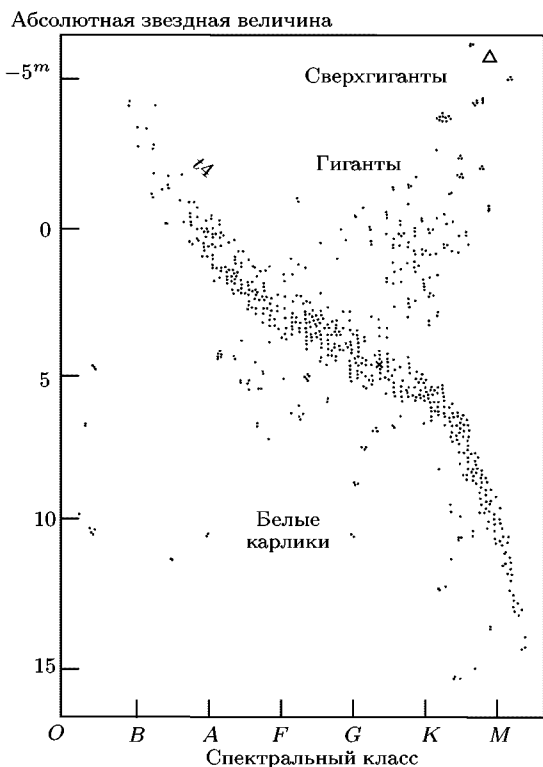 Абсолютная звездная величина
−5ᵐ
Сверхгиганты
Гиганты
0
5
Белые
карлики
10
15
O B A F G K M
Спектральный класс